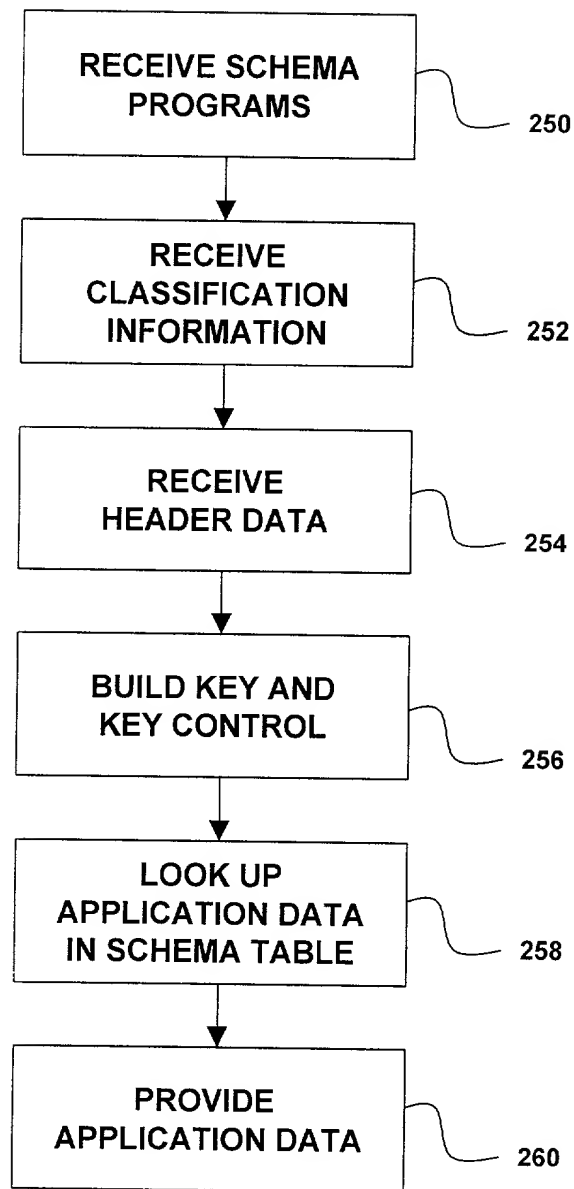 RECEIVE SCHEMA
PROGRAMS
250
RECEIVE
CLASSIFICATION
INFORMATION
252
RECEIVE
HEADER DATA
254
BUILD KEY AND
KEY CONTROL
256
LOOK UP
APPLICATION DATA
IN SCHEMA TABLE
258
PROVIDE
APPLICATION DATA
260